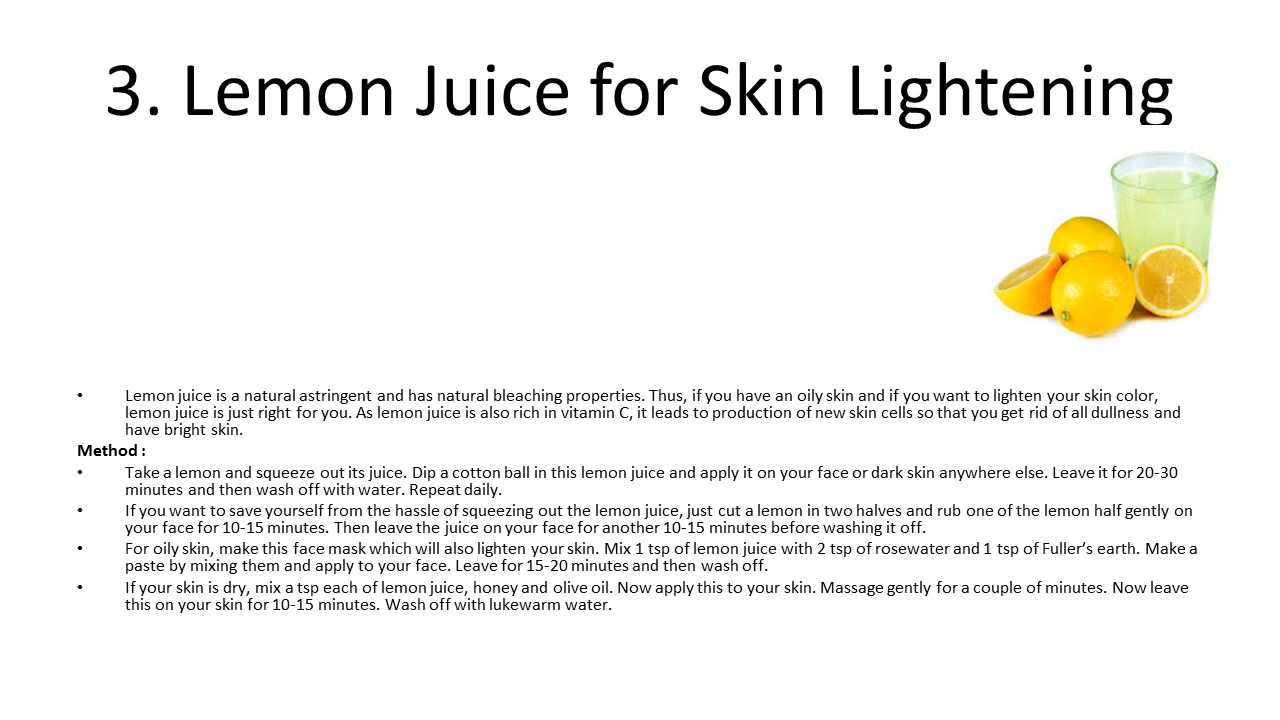 3. Lemon Juice for Skin Lightening
• Lemon juice is a natural astringent and has natural bleaching properties. Thus, if you have an oily skin and if you want to lighten your skin color,
lemon juice is just right for you. As lemon juice is also rich in vitamin C, it leads to production of new skin cells so that you get rid of all dullness and
have bright skin.
Method :
• Take a lemon and squeeze out its juice. Dip a cotton ball in this lemon juice and apply it on your face or dark skin anywhere else. Leave it for 20-30
minutes and then wash off with water. Repeat daily.
• If you want to save yourself from the hassle of squeezing out the lemon juice, just cut a lemon in two halves and rub one of the lemon half gently on
your face for 10-15 minutes. Then leave the juice on your face for another 10-15 minutes before washing it off.
• For oily skin, make this face mask which will also lighten your skin. Mix 1 tsp of lemon juice with 2 tsp of rosewater and 1 tsp of Fuller’s earth. Make a
paste by mixing them and apply to your face. Leave for 15-20 minutes and then wash off.
• If your skin is dry, mix a tsp each of lemon juice, honey and olive oil. Now apply this to your skin. Massage gently for a couple of minutes. Now leave
this on your skin for 10-15 minutes. Wash off with lukewarm water.